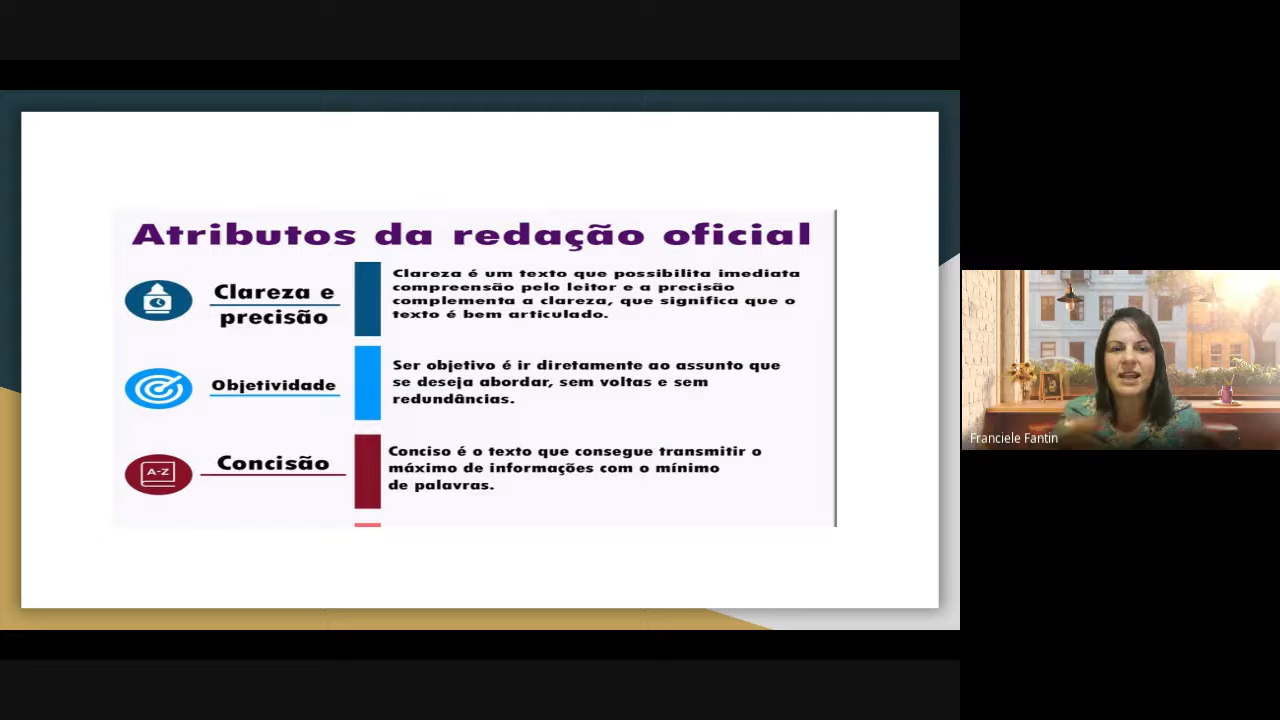 Atributos da redação oficial
Clareza e
precisão
Clareza é um texto que possibilita imediata
compreensão pelo leitor e a precisão
complementa a clareza, que significa que o
texto é bem articulado.
Objetividade
Ser objetivo é ir diretamente ao assunto que
se deseja abordar, sem voltas e sem
redundâncias.
A-Z
Concisão
Conciso é o texto que consegue transmitir o
máximo de informações com o mínimo
de palavras.
Franciele Fantin